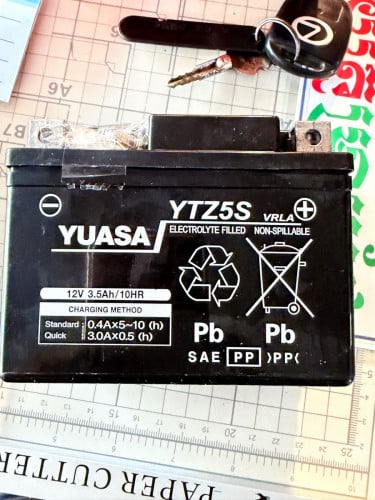 YTZ5S VRLA
YUASA
ELECTROLYTE FILLED NON-SPILLABLE
12V 3.5Ah/10HR
CHARGING METHOD
Standard : 0.4A×5~10 (h)
Quick : 3.0A×0.5 (h)
Pb Pb
SAE PP >PP<
PAPER CUTTER